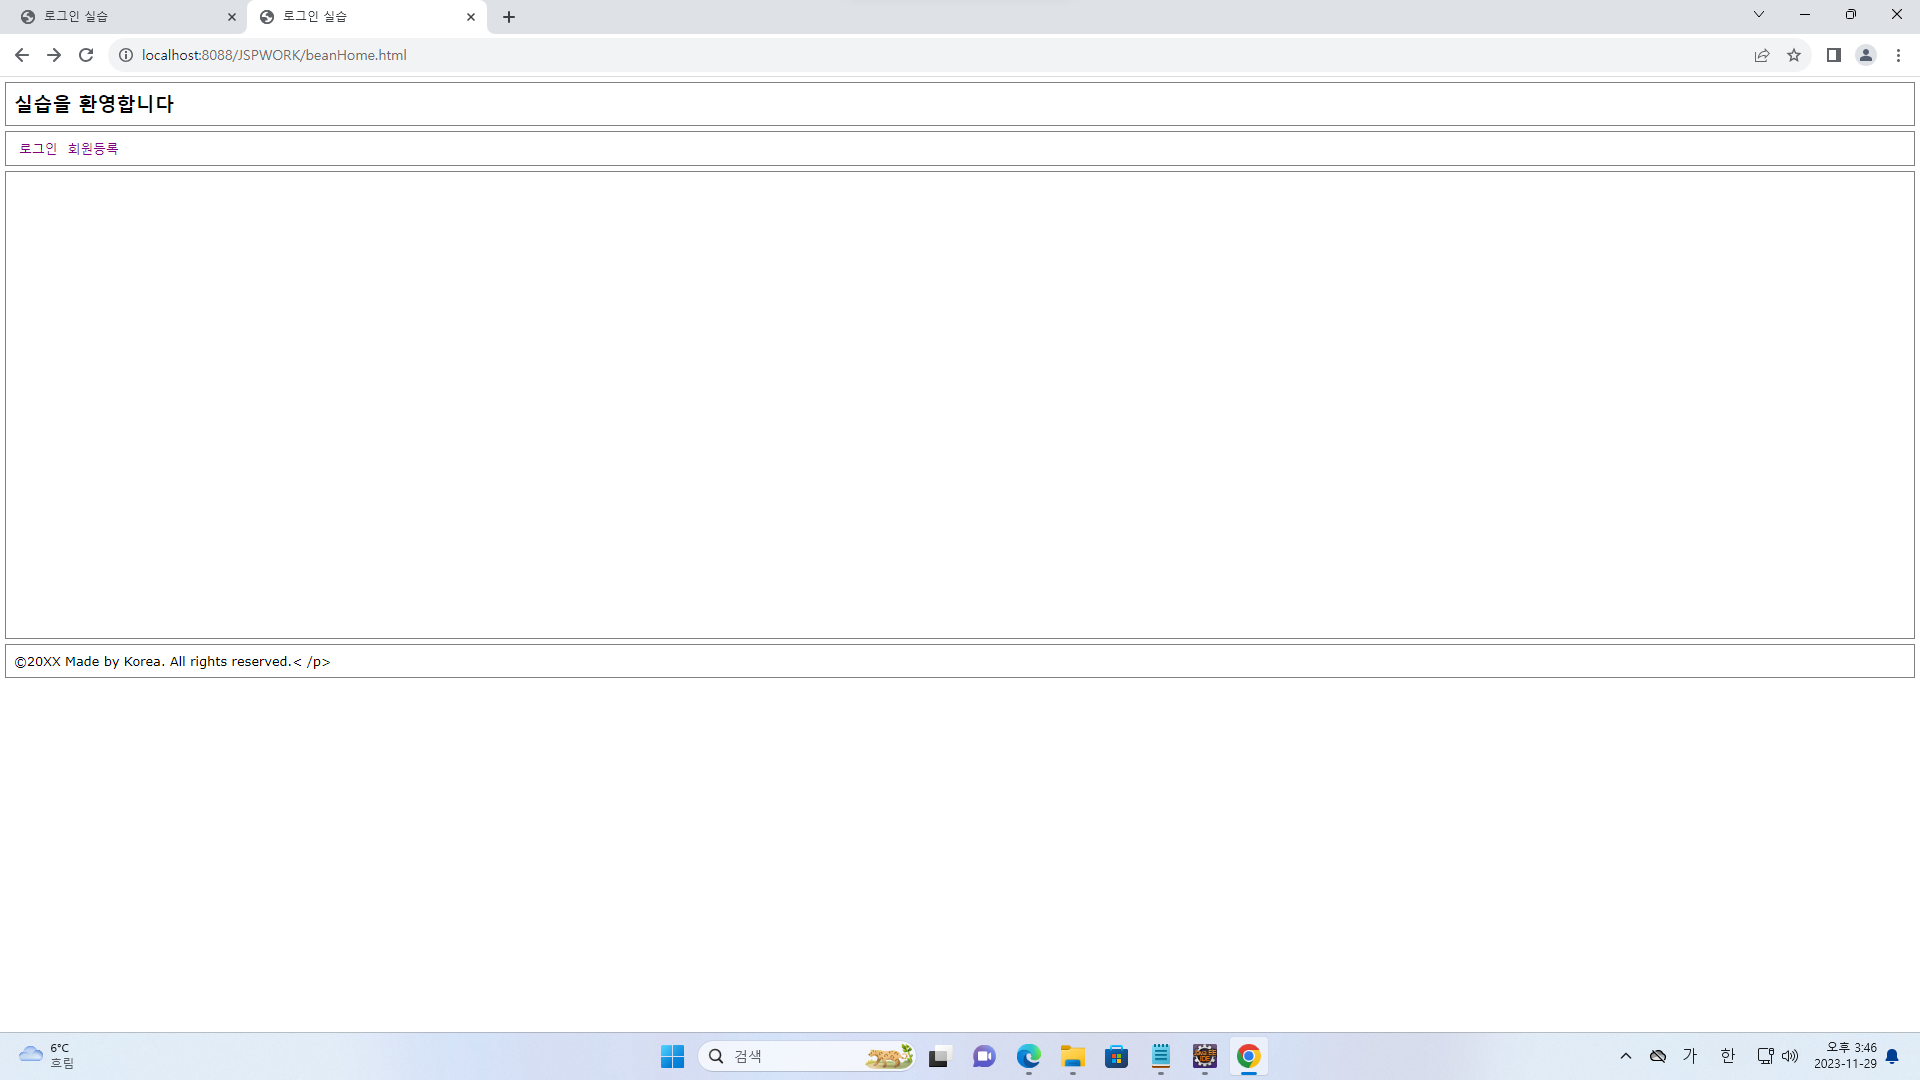 로그인 실습
로그인 실습
localhost:8088/JSPWORK/beanHome.html
실습을 환영합니다
로그인 회원등록
©20XX Made by Korea. All rights reserved.< /p>
6°C
흐림
검색
가
한
오후 3:46
2023-11-29